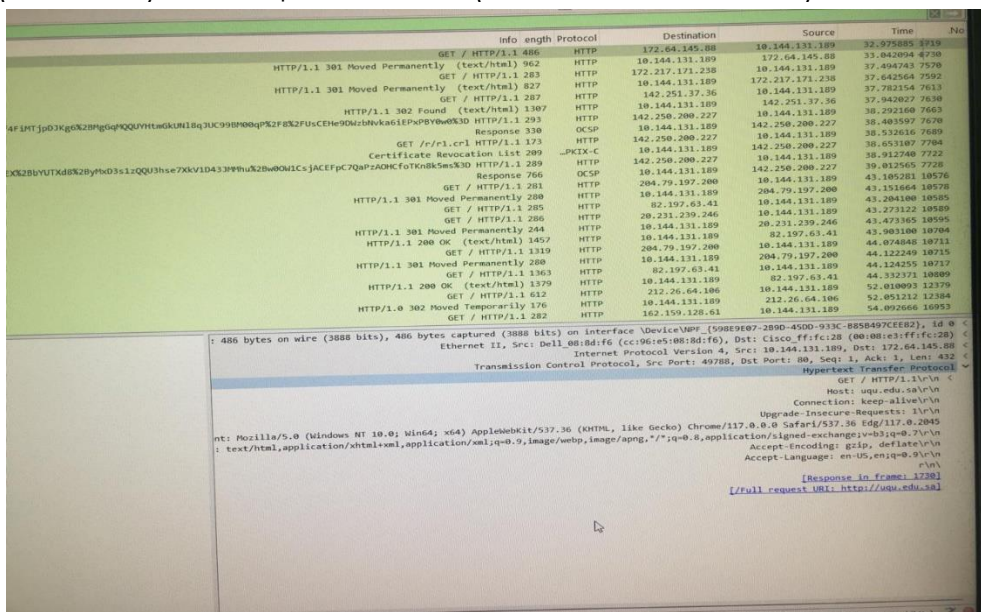 Info ength Protocol Destination Source Time .No
GET / HTTP/1.1 486 HTTP 172.64.145.88 10.144.131.189 32.975885
HTTP/1.1 301 Moved Permanently (text/html) 962 HTTP 10.144.131.189 172.64.145.88 33.042094
GET / HTTP/1.1 283 HTTP 172.217.171.238 10.144.131.189 37.494743 7570
HTTP/1.1 301 Moved Permanently (text/html) 827 HTTP 10.144.131.189 172.217.171.238 37.642564 7592
GET / HTTP/1.1 287 HTTP 142.251.37.36 10.144.131.189 37.782154 7613
HTTP/1.1 302 Found (text/html) 1307 HTTP 10.144.131.189 142.251.37.36 37.942027 7630
HTTP/1.1 293 HTTP 142.250.200.227 10.144.131.189 38.292160 7663
Response 330 OCSP 10.144.131.189 142.250.200.227 38.403597 7670
GET /r/r1.crl HTTP/1.1 173 HTTP 142.250.200.227 10.144.131.189 38.532616 7689
Certificate Revocation List 209 …PKIX-C 10.144.131.189 142.250.200.227 38.653107 7704
HTTP/1.1 289 HTTP 142.250.200.227 10.144.131.189 38.912740 7722
Response 766 OCSP 10.144.131.189 142.250.200.227 39.012565 7728
GET / HTTP/1.1 281 HTTP 204.79.197.200 10.144.131.189 43.105281 10576
HTTP/1.1 301 Moved Permanently 280 HTTP 10.144.131.189 204.79.197.200 43.151664 10578
GET / HTTP/1.1 285 HTTP 82.197.63.41 10.144.131.189 43.204100 10585
GET / HTTP/1.1 286 HTTP 20.231.239.246 10.144.131.189 43.273122 10589
HTTP/1.1 301 Moved Permanently 244 HTTP 10.144.131.189 20.231.239.246 43.473365 10595
HTTP/1.1 200 OK (text/html) 1457 HTTP 10.144.131.189 82.197.63.41 43.903100 10704
GET / HTTP/1.1 1319 HTTP 204.79.197.200 10.144.131.189 44.074848 10711
HTTP/1.1 301 Moved Permanently 280 HTTP 10.144.131.189 204.79.197.200 44.122249 10715
GET / HTTP/1.1 1363 HTTP 82.197.63.41 10.144.131.189 44.124255 10717
HTTP/1.1 200 OK (text/html) 1379 HTTP 10.144.131.189 82.197.63.41 44.332371 10809
GET / HTTP/1.1 612 HTTP 212.26.64.106 10.144.131.189 52.010093 12379
HTTP/1.0 302 Moved Temporarily 176 HTTP 10.144.131.189 212.26.64.106 52.051212 12384
GET / HTTP/1.1 282 HTTP 162.159.128.61 10.144.131.189 54.092666 16953
: 486 bytes on wire (3888 bits), 486 bytes captured (3888 bits) on interface \Device\NPF_{598E9E07-2B9D-45DD-933C-B85B497CEE82}, id 0
Ethernet II, Src: Dell_08:8d:f6 (cc:96:e5:08:8d:f6), Dst: Cisco_ff:fc:28 (00:08:e3:ff:fc:28)
Internet Protocol Version 4, Src: 10.144.131.189, Dst: 172.64.145.88
Transmission Control Protocol, Src Port: 49788, Dst Port: 80, Seq: 1, Ack: 1, Len: 432
Hypertext Transfer Protocol
GET / HTTP/1.1\r\n
Host: uqu.edu.sa\r\n
Connection: keep-alive\r\n
Upgrade-Insecure-Requests: 1\r\n
nt: Mozilla/5.0 (Windows NT 10.0; Win64; x64) AppleWebKit/537.36 (KHTML, like Gecko) Chrome/117.0.0.0 Safari/537.36 Edg/117.0.2045
: text/html,application/xhtml+xml,application/xml;q=0.9,image/webp,image/apng,*/*;q=0.8,application/signed-exchange;v=b3;q=0.7\r\n
Accept-Encoding: gzip, deflate\r\n
Accept-Language: en-US,en;q=0.9\r\n
r\n\
[Response in frame: 1730]
[/Full request URI: http://uqu.edu.sa]